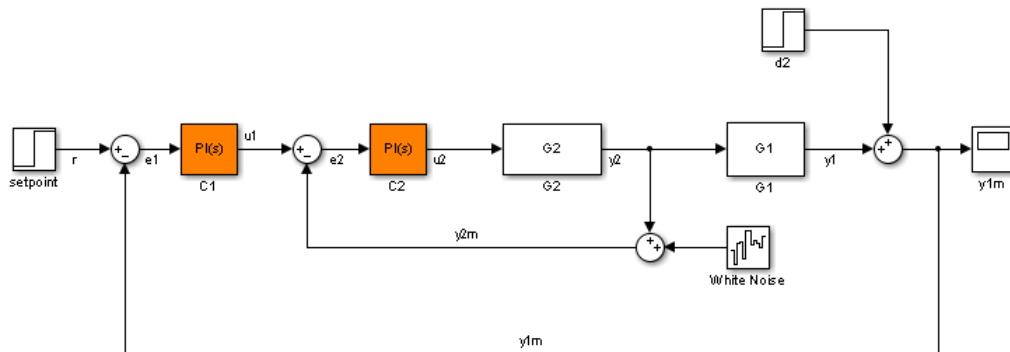 d2
setpoint
r
+
−
e1
PI(s)
C1
u1
+
−
e2
PI(s)
C2
u2
G2
G2
y2
G1
G1
y1
+
+
y1m
y2m
+
+
White Noise
y1m